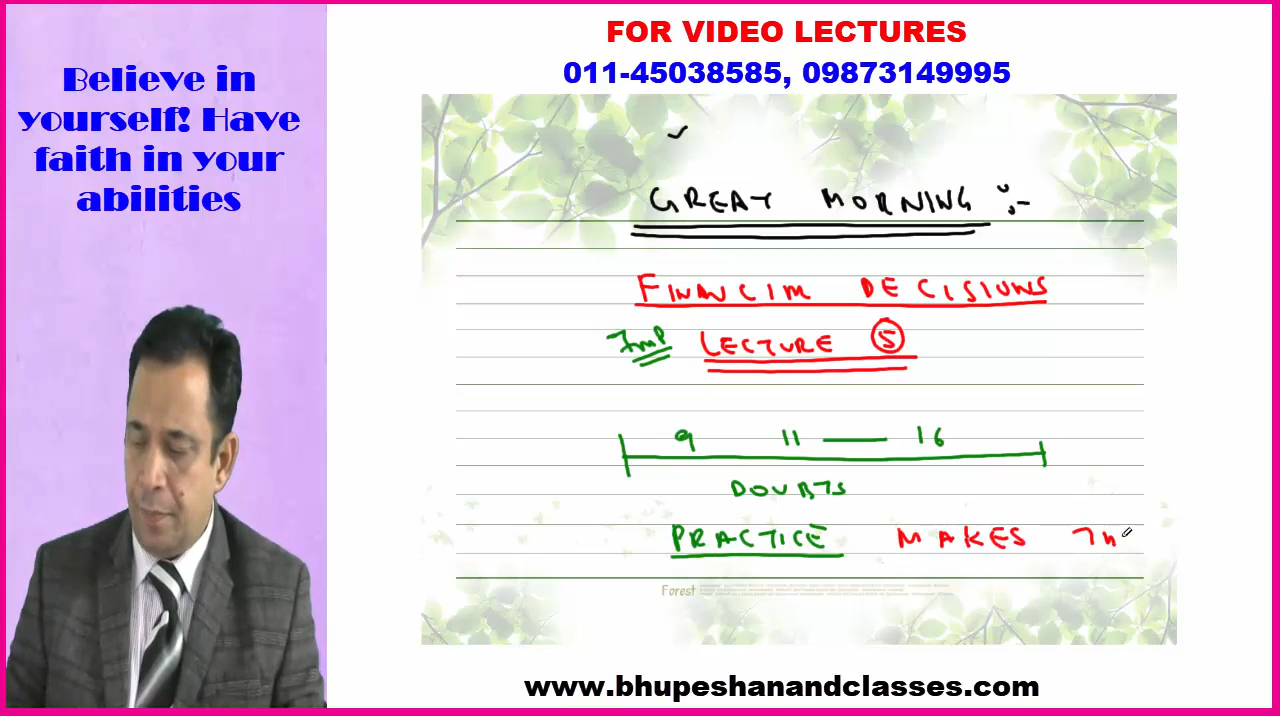 Believe in
yourself! Have
faith in your
abilities
FOR VIDEO LECTURES
011-45038585, 09873149995
GREAT MORNING :-
FINANCIAL DECISIONS
Imp LECTURE 5
9 11 — 16
DOUBTS
PRACTICE MAKES
Forest
www.bhupeshanandclasses.com